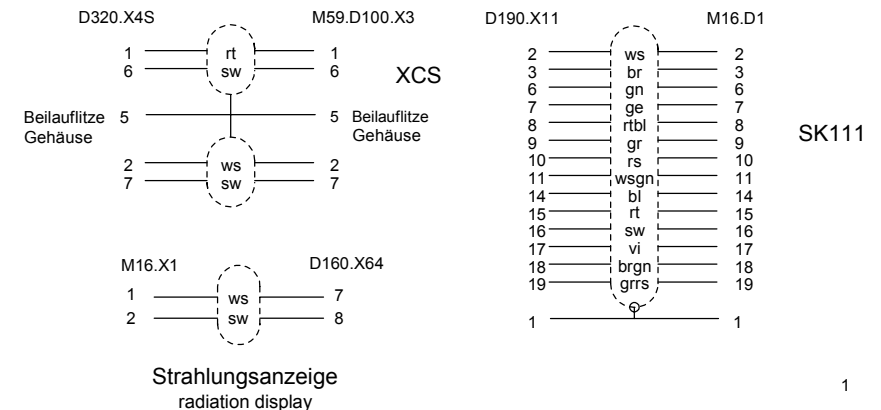 D320.X4S M59.D100.X3
1 rt 1
6 sw 6
XCS
Beilauflitze 5 5 Beilauflitze
Gehäuse Gehäuse
2 ws 2
7 sw 7
M16.X1 D160.X64
1 ws 7
2 sw 8
Strahlungsanzeige
radiation display
D190.X11 M16.D1
2 ws 2
3 br 3
6 gn 6
7 ge 7
8 rtbl 8
9 gr 9
10 rs 10
11 wsgn 11
14 bl 14
15 rt 15
16 sw 16
17 vi 17
18 brgn 18
19 grrs 19
1 1
SK111
1